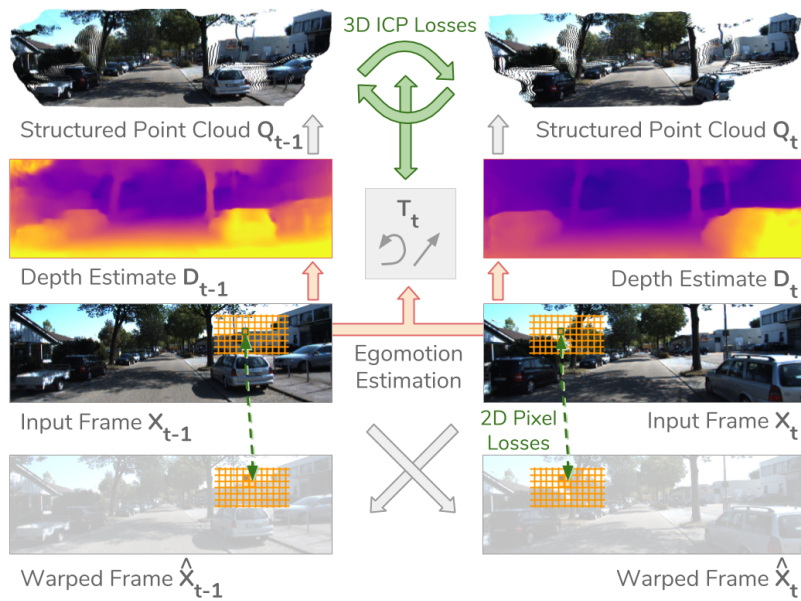 3D ICP Losses
Structured Point Cloud Q_{t-1}
Structured Point Cloud Q_t
T_t
Depth Estimate D_{t-1}
Depth Estimate D_t
Egomotion
Estimation
Input Frame X_{t-1}
2D Pixel
Losses
Input Frame X_t
Warped Frame X̂_{t-1}
Warped Frame X̂_t